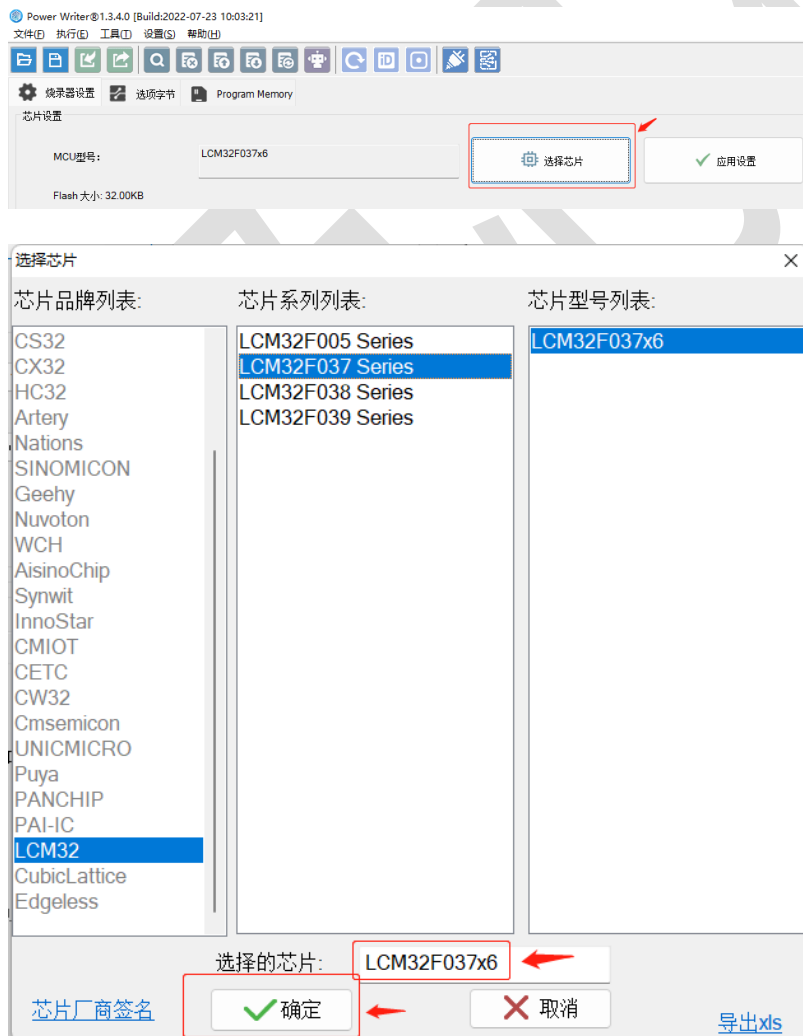 Power Writer®1.3.4.0 [Build:2022-07-23 10:03:21]
文件(F) 执行(E) 工具(T) 设置(S) 帮助(H)
烧录器设置 选项字节 Program Memory
芯片设置
MCU型号: LCM32F037x6 选择芯片 应用设置
Flash 大小: 32.00KB
选择芯片
芯片品牌列表: 芯片系列列表: 芯片型号列表:
CS32 LCM32F005 Series LCM32F037x6
CX32 LCM32F037 Series
HC32 LCM32F038 Series
Artery LCM32F039 Series
Nations
SINOMICON
Geehy
Nuvoton
WCH
AisinoChip
Synwit
InnoStar
CMIOT
CETC
CW32
Cmsemicon
UNICMICRO
Puya
PANCHIP
PAI-IC
LCM32
CubicLattice
Edgeless
选择的芯片: LCM32F037x6
芯片厂商签名 确定 取消 导出xls